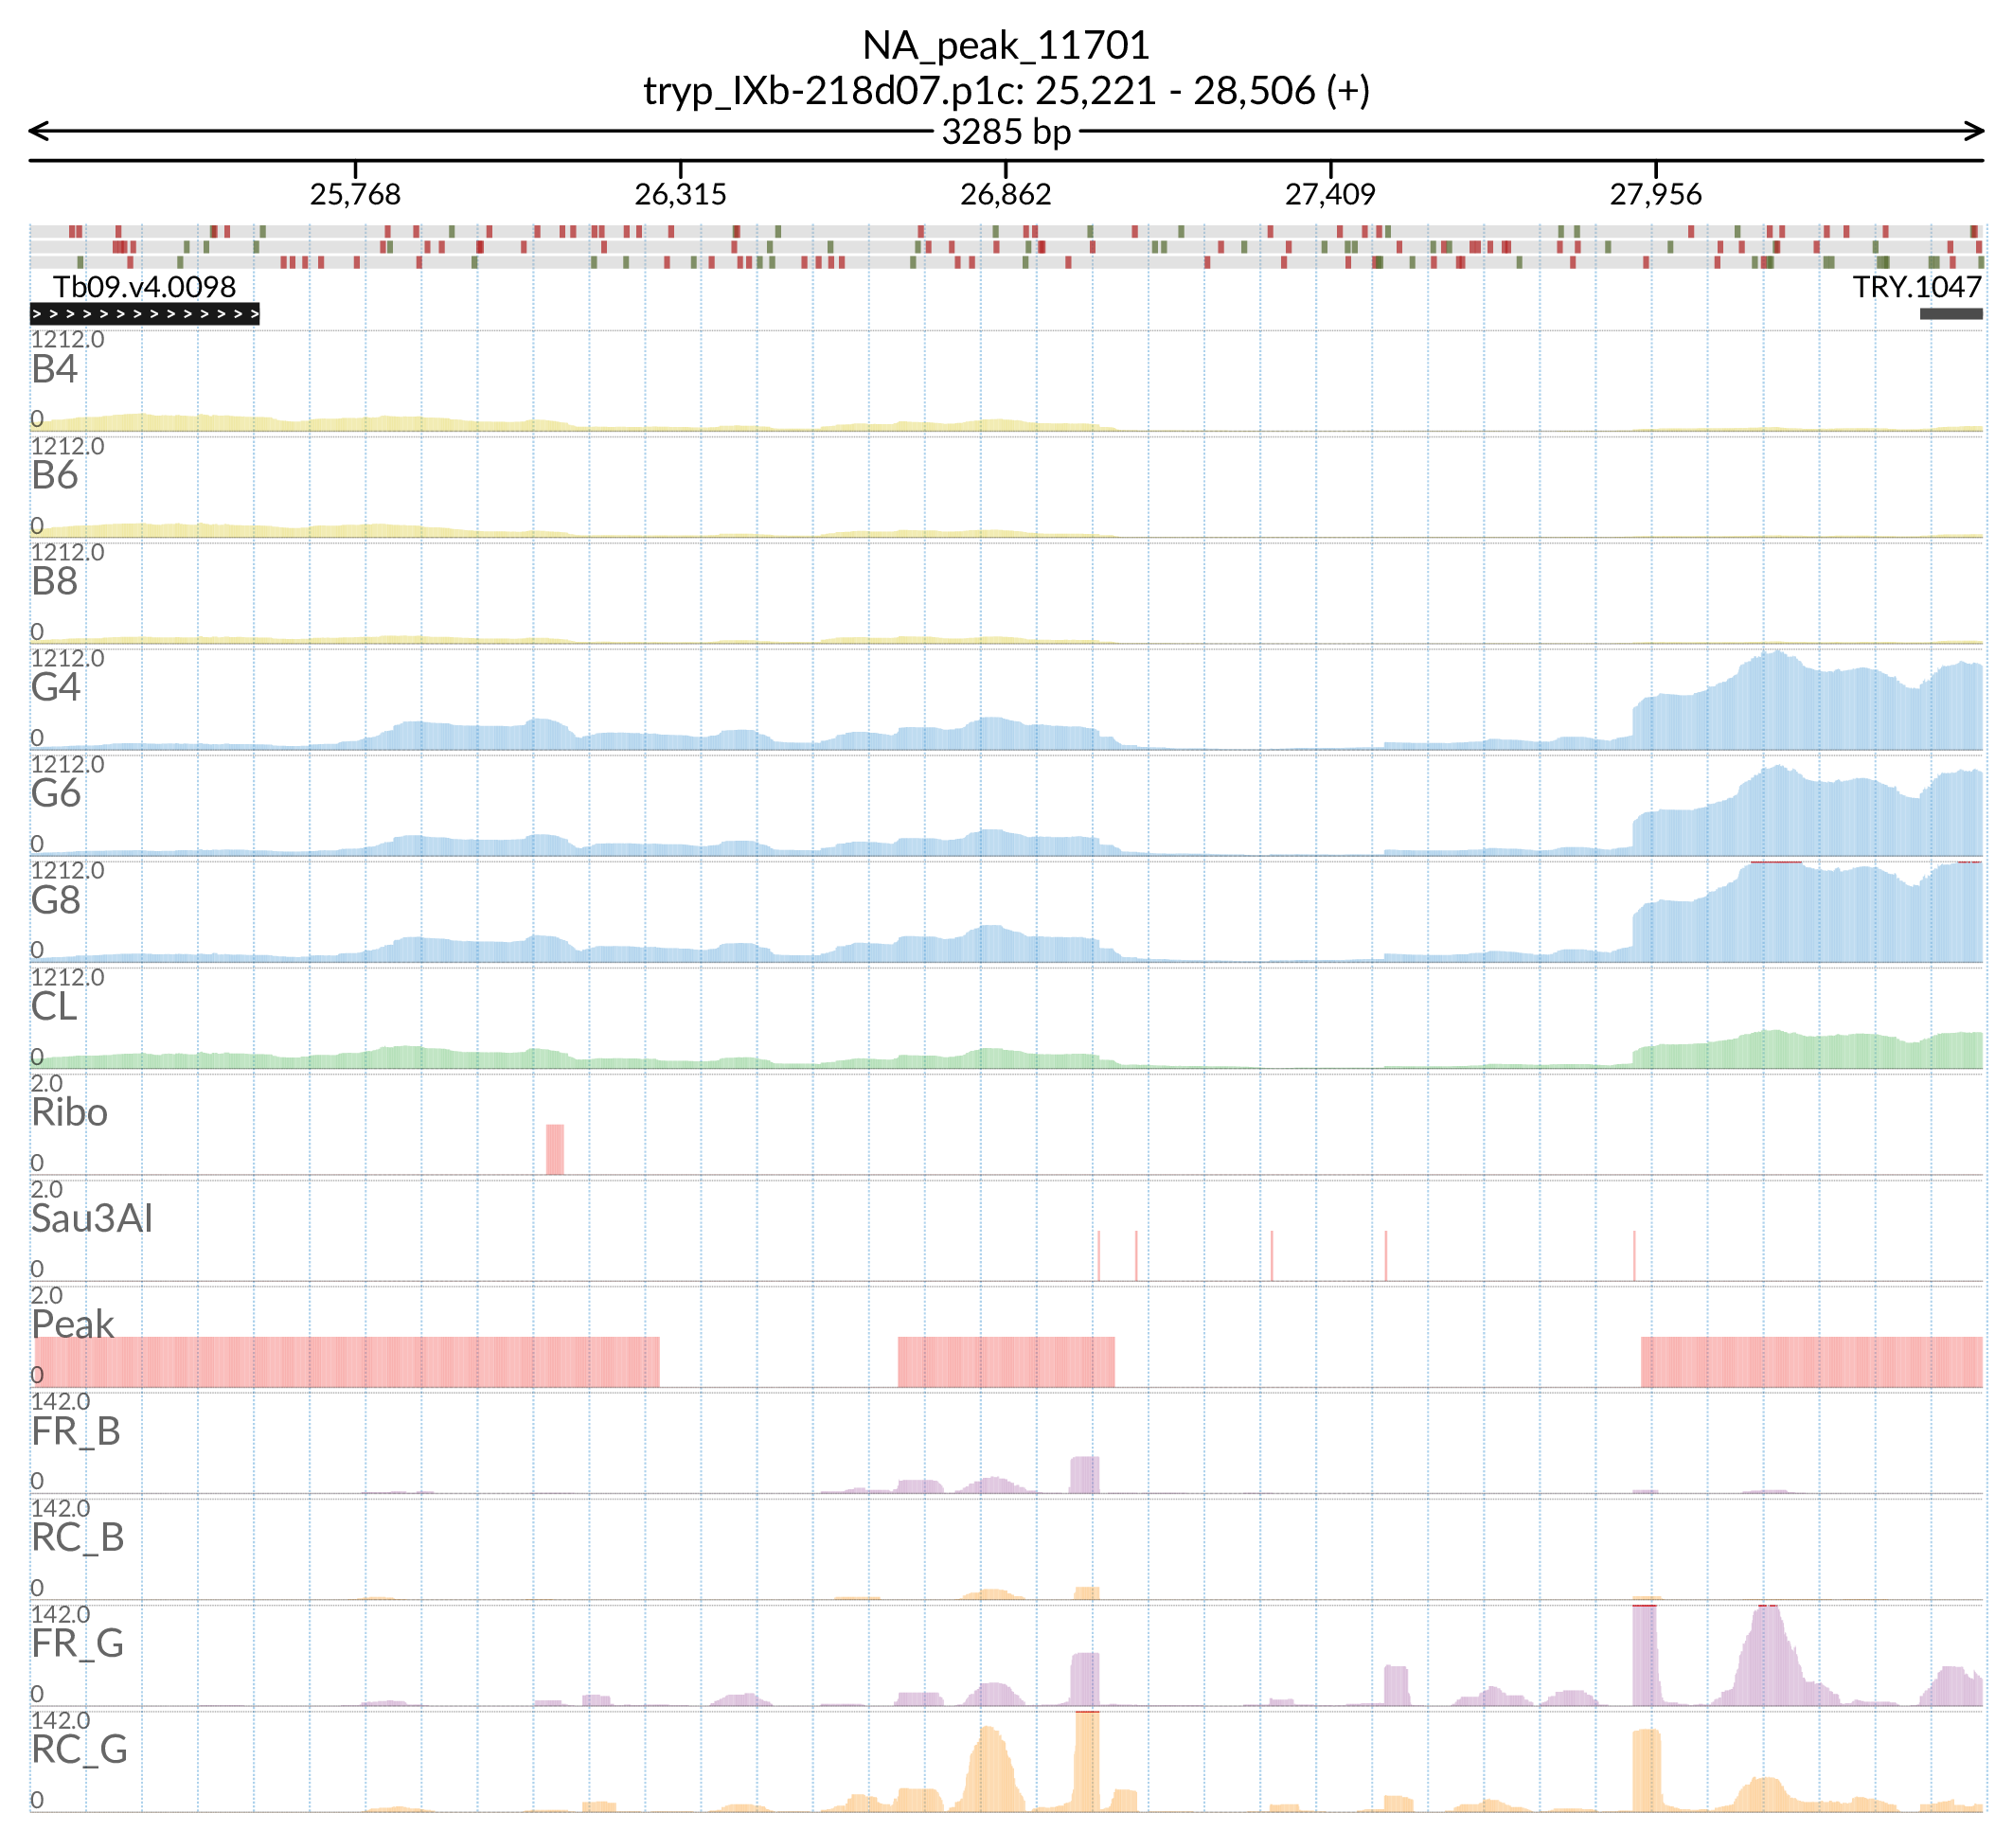 NA_peak_11701
tryp_IXb-218d07.p1c: 25,221 - 28,506 (+)
3285 bp
25,768 26,315 26,862 27,409 27,956
Tb09.v4.0098 TRY.1047
1212.0
B4
0
1212.0
B6
0
1212.0
B8
0
1212.0
G4
0
1212.0
G6
0
1212.0
G8
0
1212.0
CL
0
2.0
Ribo
0
2.0
Sau3AI
0
2.0
Peak
0
142.0
FR_B
0
142.0
RC_B
0
142.0
FR_G
0
142.0
RC_G
0